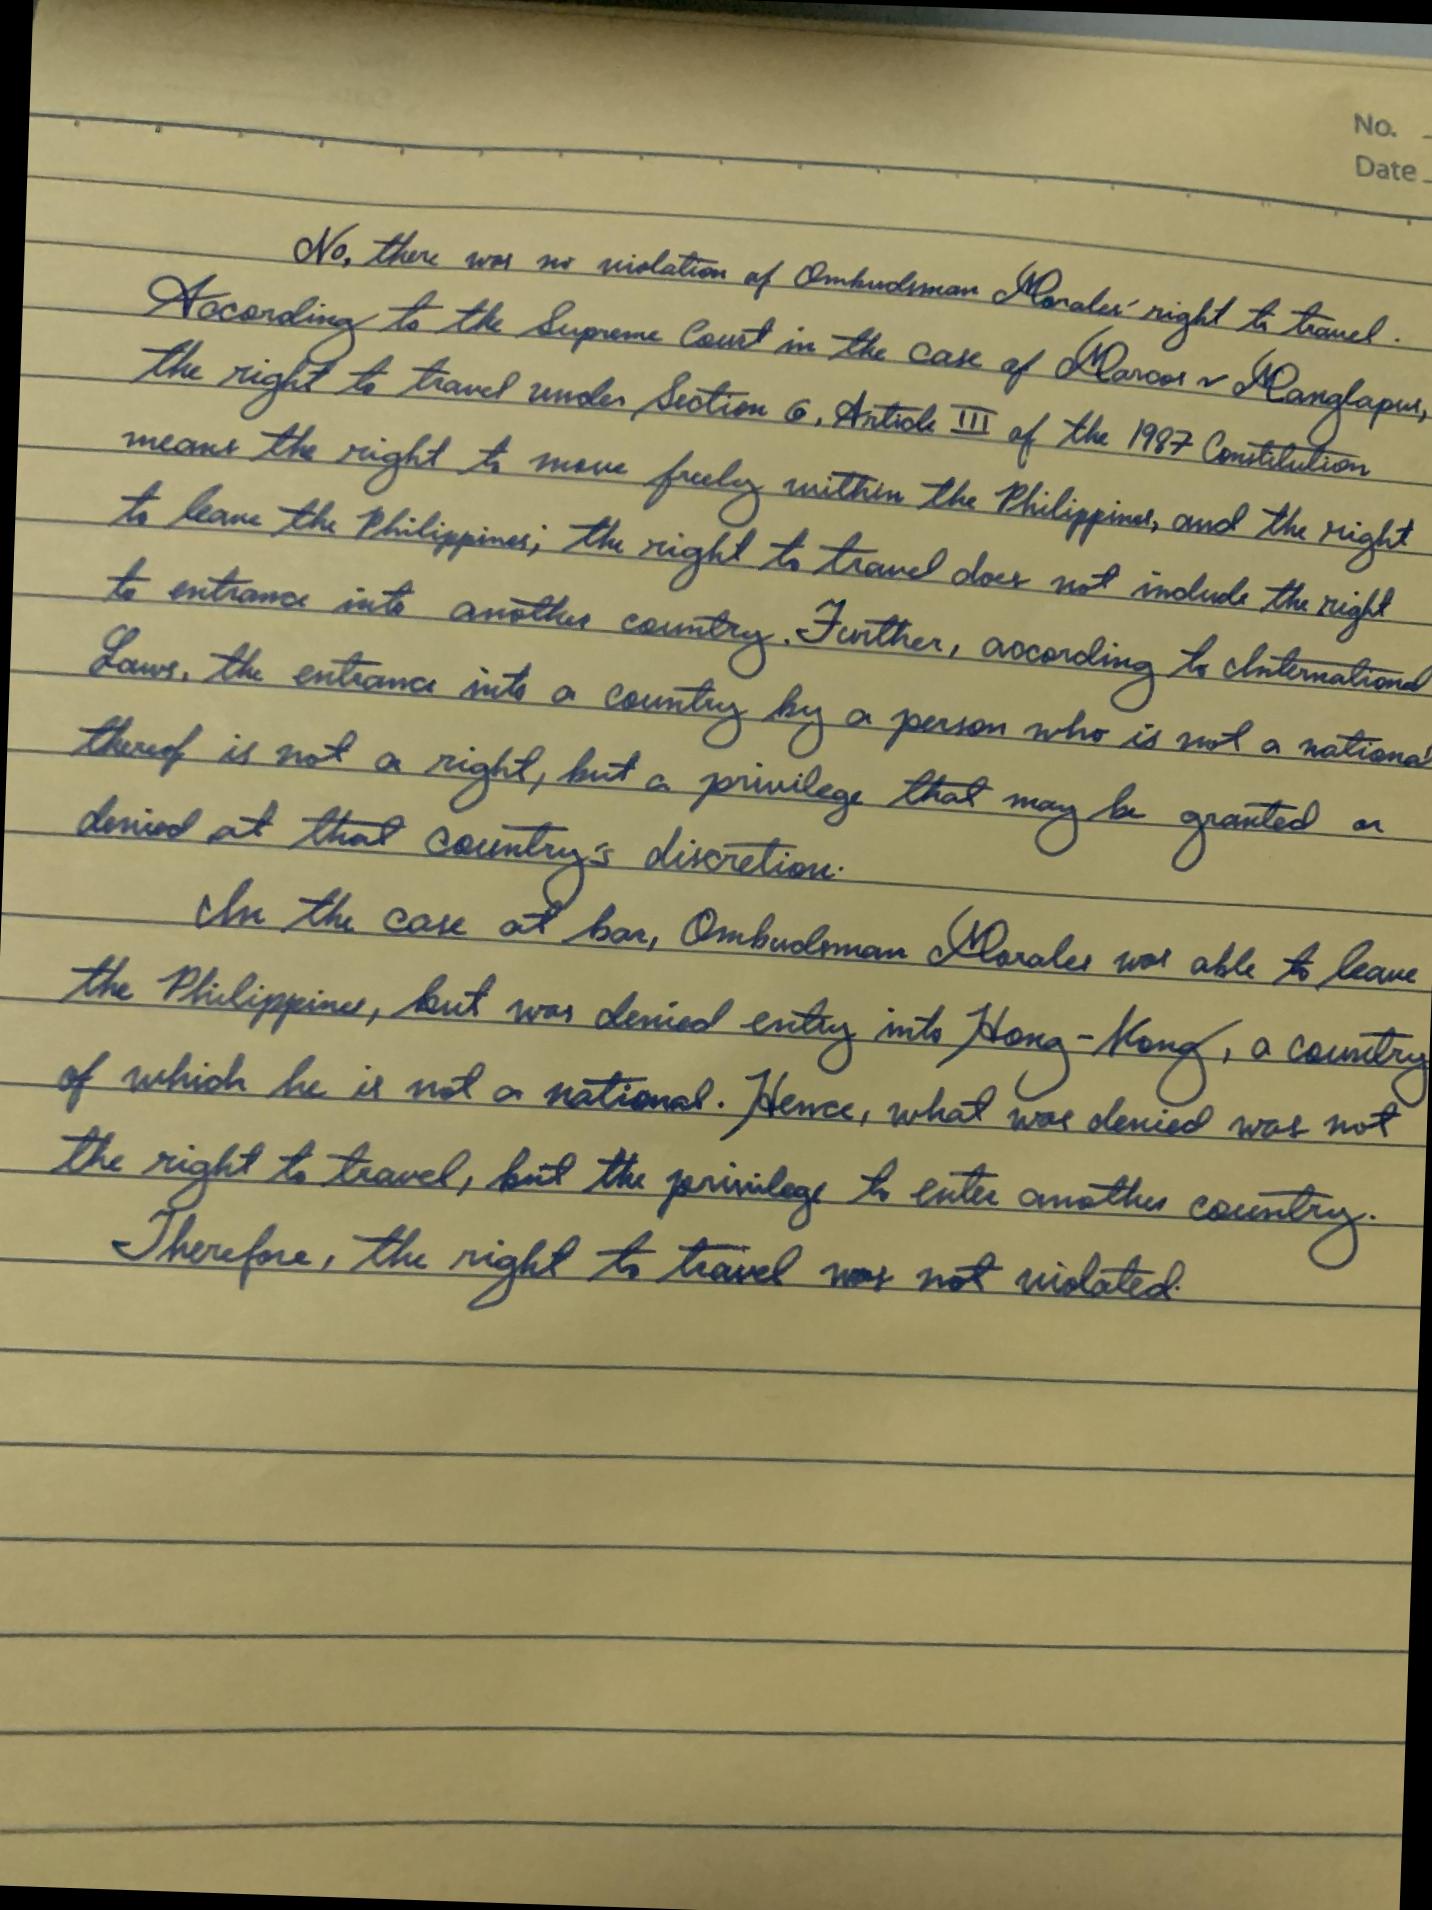 No.
Date
No, there was no violation of Ombudsman Morales' right to travel.
According to the Supreme Court in the case of Marcos v Manglapus,
the right to travel under Section 6, Article III of the 1987 Constitution
means the right to move freely within the Philippines, and the right
to leave the Philippines; the right to travel does not include the right
to entrance into another country. Further, according to International
Laws, the entrance into a country by a person who is not a national
thereof is not a right, but a privilege that may be granted or
denied at that country's discretion.
In the case at bar, Ombudsman Morales was able to leave
the Philippines, but was denied entry into Hong-Kong, a country
of which he is not a national. Hence, what was denied was not
the right to travel, but the privilege to enter another country.
Therefore, the right to travel was not violated.